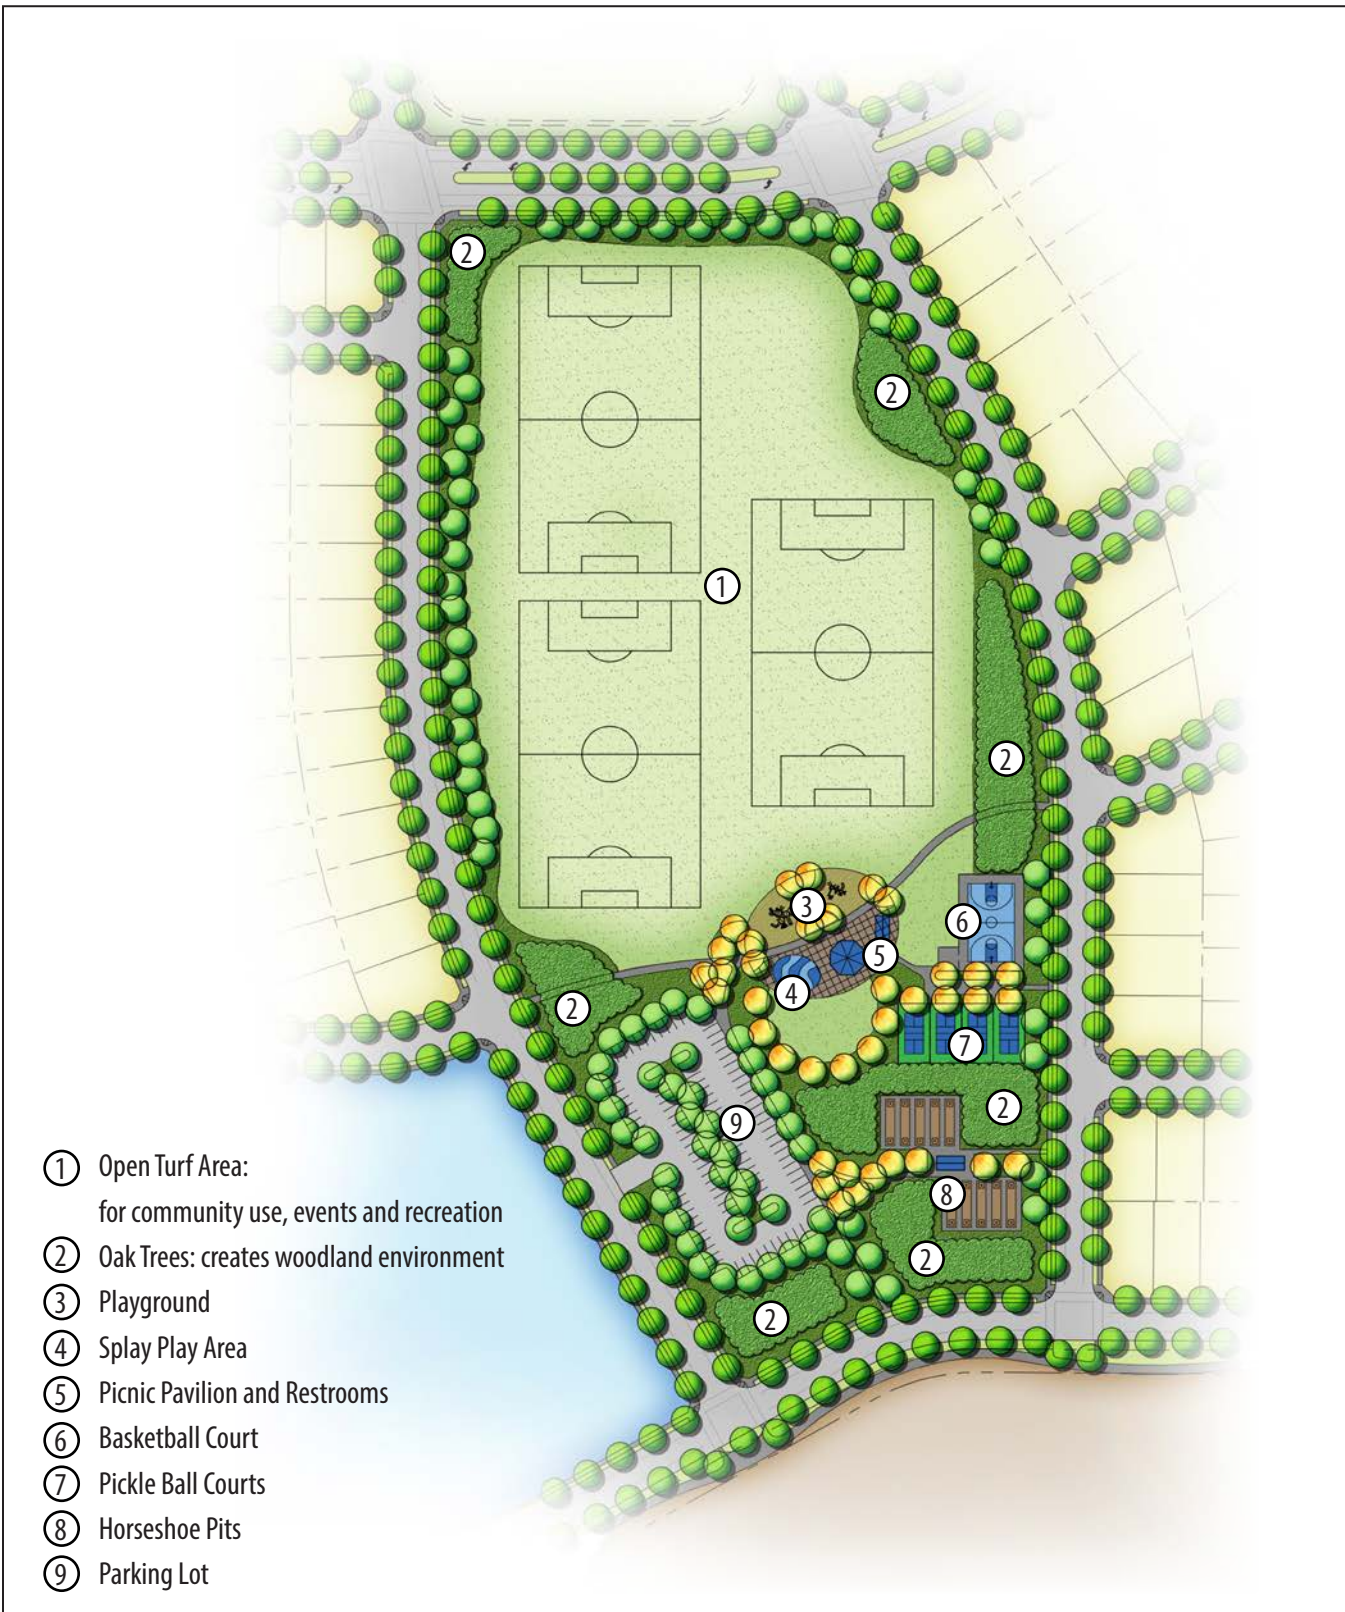 2
2
1
2
3
6
5
4
2
7
2
9
8
2
2
1 Open Turf Area:
for community use, events and recreation
2 Oak Trees: creates woodland environment
3 Playground
4 Splay Play Area
5 Picnic Pavilion and Restrooms
6 Basketball Court
7 Pickle Ball Courts
8 Horseshoe Pits
9 Parking Lot